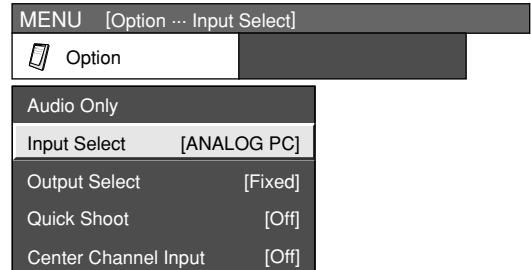 MENU [Option ··· Input Select]
Option
Audio Only
Input Select [ANALOG PC]
Output Select [Fixed]
Quick Shoot [Off]
Center Channel Input [Off]